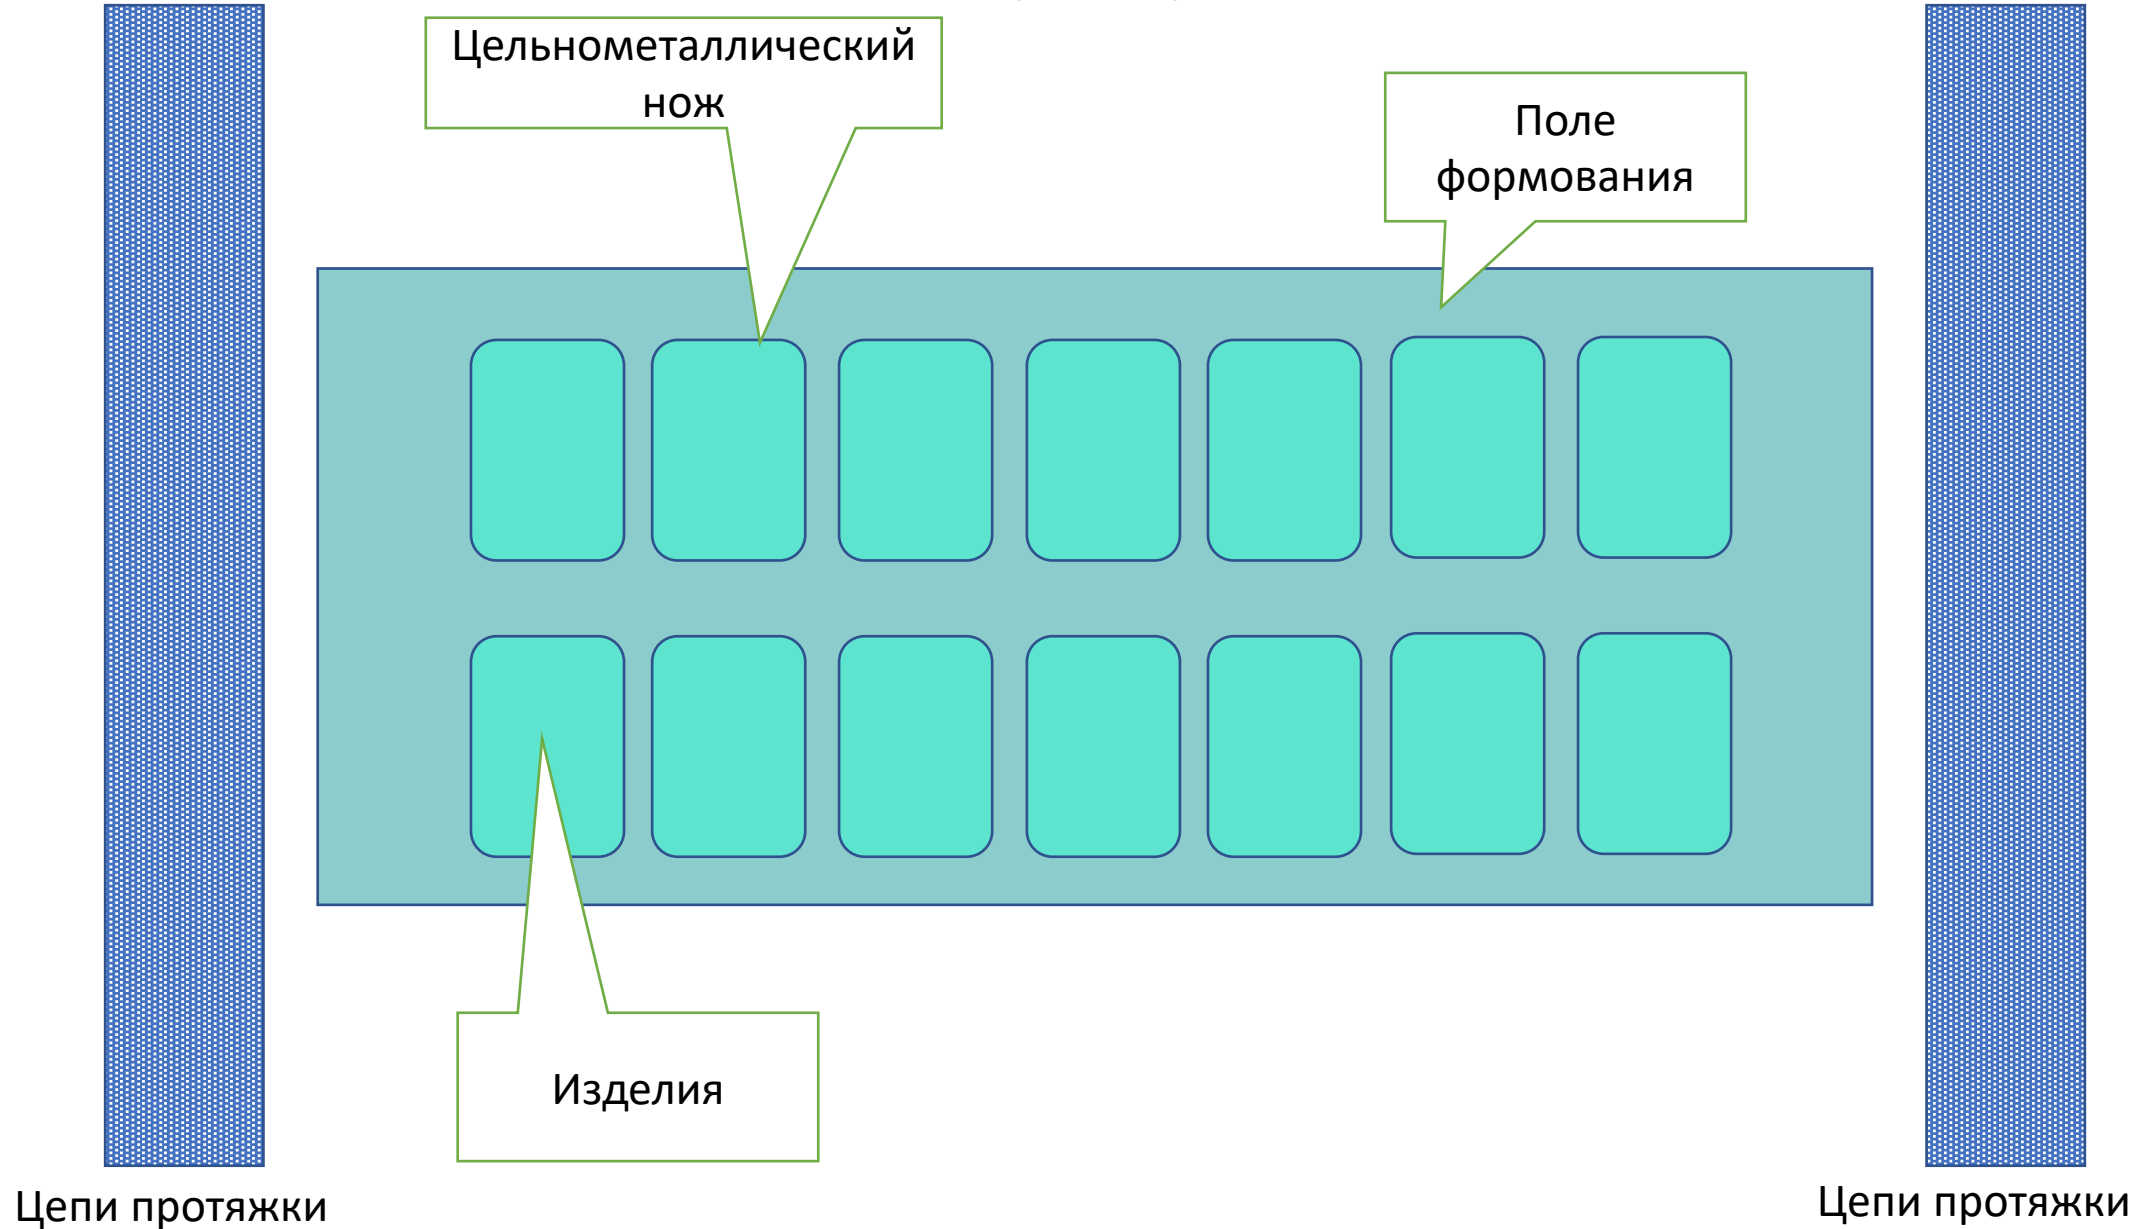 Цельнометаллический
нож
Поле
формования
Изделия
Цепи протяжки
Цепи протяжки